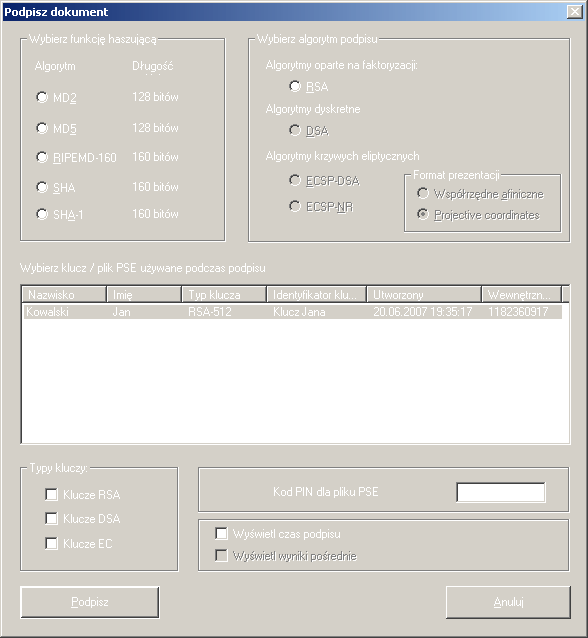 Podpisz dokument
Wybierz funkcję haszującą
Algorytm Długość
MD2 128 bitów
MD5 128 bitów
RIPEMD-160 160 bitów
SHA 160 bitów
SHA-1 160 bitów
Wybierz algorytm podpisu
Algorytmy oparte na faktoryzacji:
RSA
Algorytmy dyskretne
DSA
Algorytmy krzywych eliptycznych
ECSP-DSA
ECSP-NR
Format prezentacji
Współrzędne afiniczne
Projective coordinates
Wybierz klucz / plik PSE używane podczas podpisu
Nazwisko Imię Typ klucza Identyfikator klu... Utworzony Wewnętrzn...
Kowalski Jan RSA-512 Klucz Jana 20.06.2007 19:35:17 1182360917
Typy kluczy:
Klucze RSA
Klucze DSA
Klucze EC
Kod PIN dla pliku PSE
Wyświetl czas podpisu
Wyświetl wyniki pośrednie
Podpisz
Anuluj